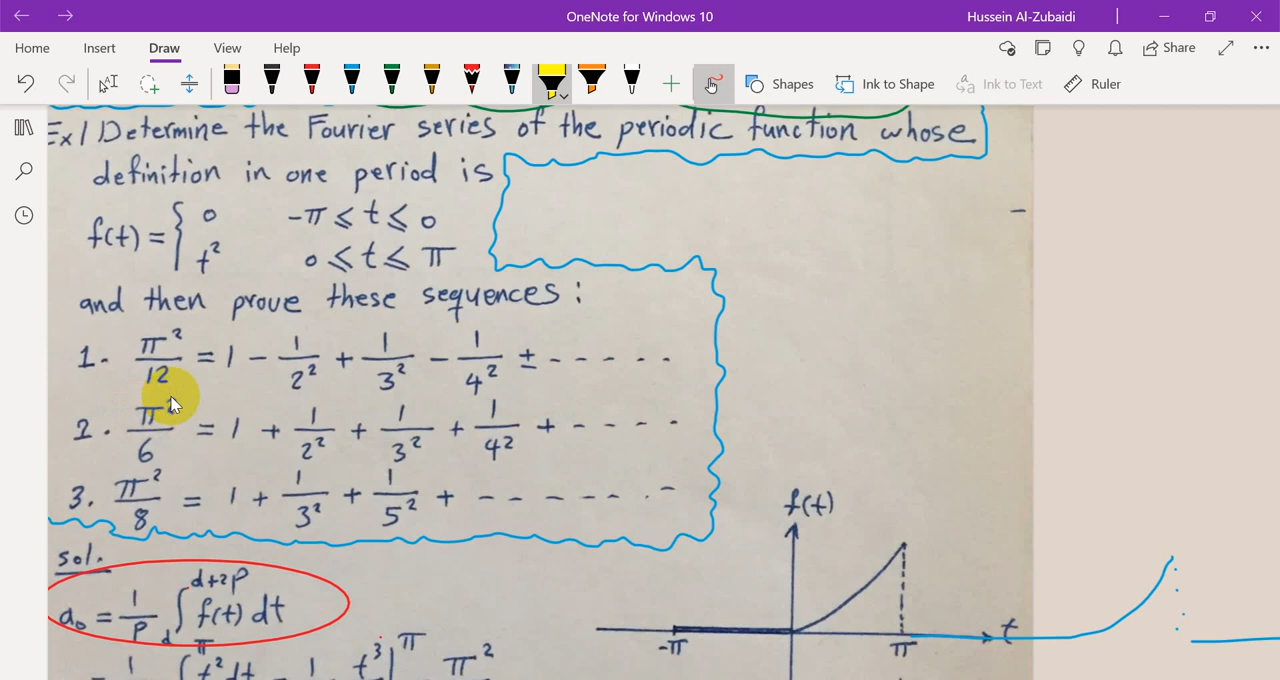 OneNote for Windows 10
Hussein Al-Zubaidi
Home Insert Draw View Help
Share
Shapes Ink to Shape Ink to Text Ruler
Ex/ Determine the Fourier series of the periodic function whose
definition in one period is
f(t) = { 0 -π ≤ t ≤ 0
t² 0 ≤ t ≤ π
and then prove these sequences :
1. π²/12 = 1 - 1/2² + 1/3² - 1/4² ± - - - - -
2. π²/6 = 1 + 1/2² + 1/3² + 1/4² + - - - -
3. π²/8 = 1 + 1/3² + 1/5² + - - - - - - . -
f(t)
-π π t
sol.
a₀ = 1/P ∫_d^{d+2P} f(t) dt
π t³|^π π²